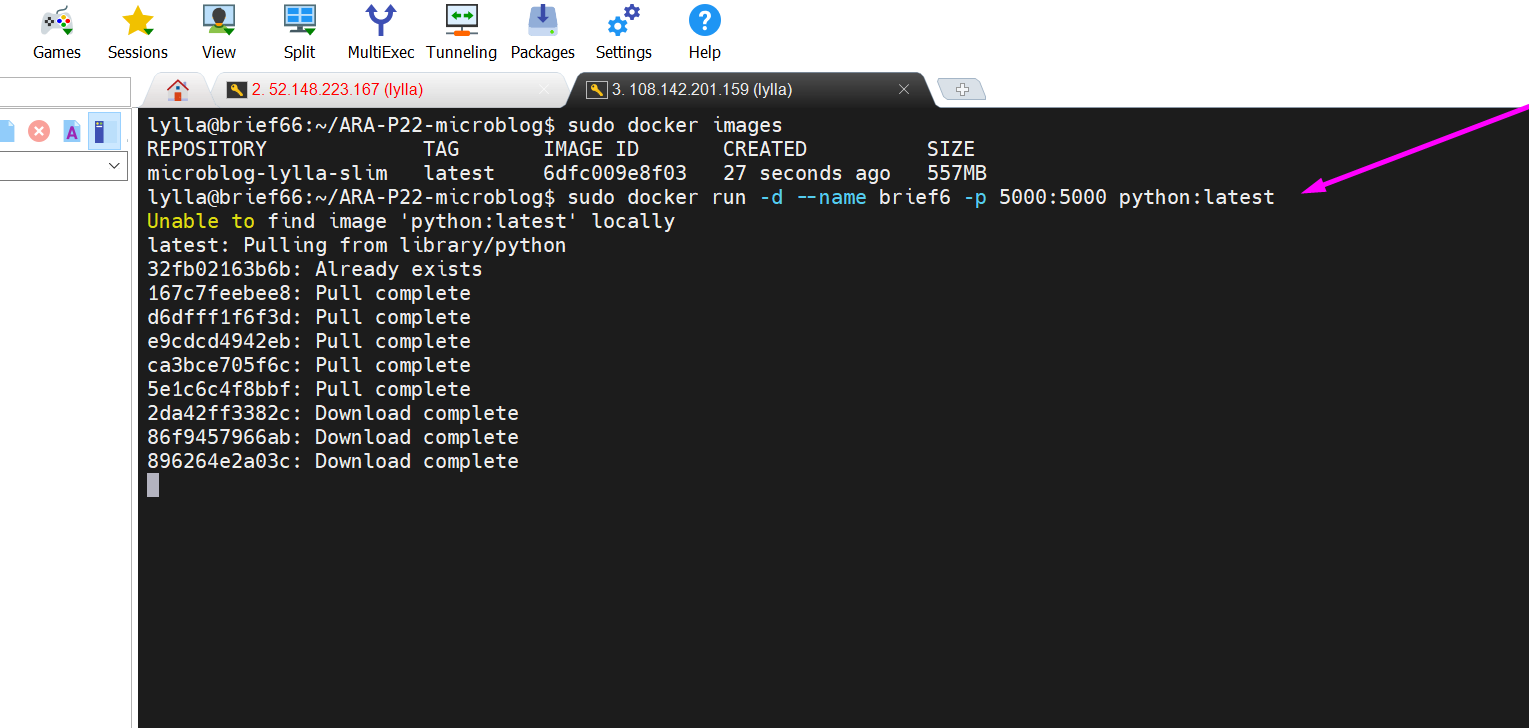 Games Sessions View Split MultiExec Tunneling Packages Settings Help
2. 52.148.223.167 (lylla) 3. 108.142.201.159 (lylla)
A
lylla@brief66:~/ARA-P22-microblog$ sudo docker images
REPOSITORY TAG IMAGE ID CREATED SIZE
microblog-lylla-slim latest 6dfc009e8f03 27 seconds ago 557MB
lylla@brief66:~/ARA-P22-microblog$ sudo docker run -d --name brief6 -p 5000:5000 python:latest
Unable to find image 'python:latest' locally
latest: Pulling from library/python
32fb02163b6b: Already exists
167c7feebee8: Pull complete
d6dfff1f6f3d: Pull complete
e9cdcd4942eb: Pull complete
ca3bce705f6c: Pull complete
5e1c6c4f8bbf: Pull complete
2da42ff3382c: Download complete
86f9457966ab: Download complete
896264e2a03c: Download complete